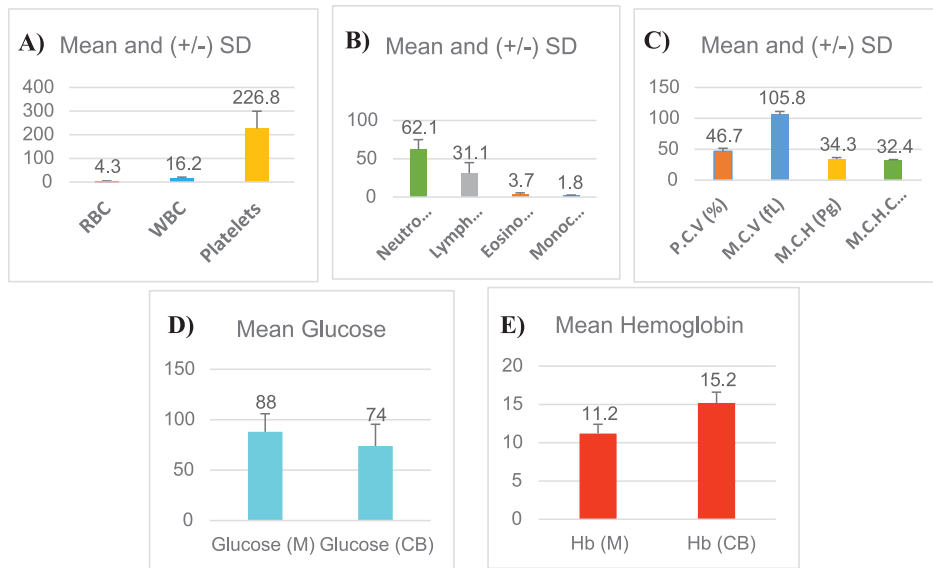 A) Mean and (+/-) SD
400
300
200
100
0
4.3
16.2
226.8
RBC
WBC
Platelets
B) Mean and (+/-) SD
100
50
0
62.1
31.1
3.7
1.8
Neutro...
Lymph...
Eosino...
Monoc...
C) Mean and (+/-) SD
150
100
50
0
46.7
105.8
34.3
32.4
P.C.V (%)
M.C.V (fL)
M.C.H (Pg)
M.C.H.C...
D) Mean Glucose
150
100
50
0
88
74
Glucose (M) Glucose (CB)
E) Mean Hemoglobin
20
15
10
5
0
11.2
15.2
Hb (M) Hb (CB)